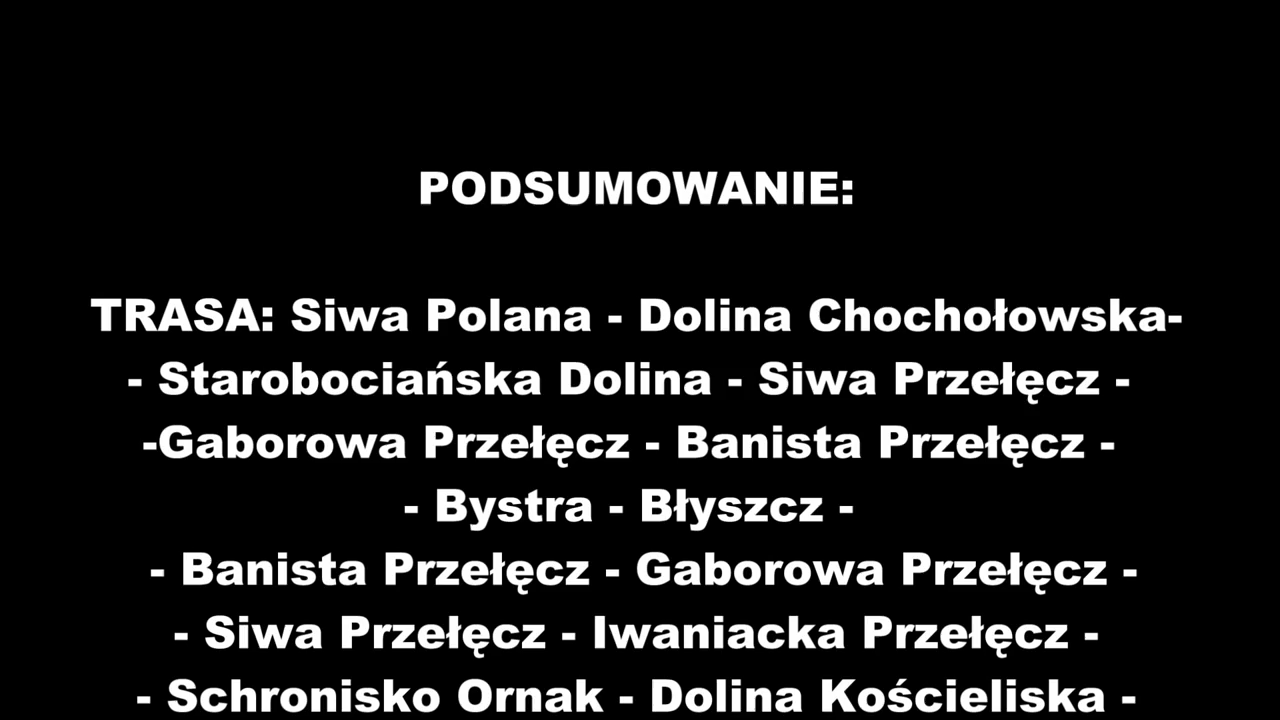 PODSUMOWANIE:
TRASA: Siwa Polana - Dolina Chochołowska-
- Starobociańska Dolina - Siwa Przełęcz -
-Gaborowa Przełęcz - Banista Przełęcz -
- Bystra - Błyszcz -
- Banista Przełęcz - Gaborowa Przełęcz -
- Siwa Przełęcz - Iwaniacka Przełęcz -
- Schronisko Ornak - Dolina Kościeliska -